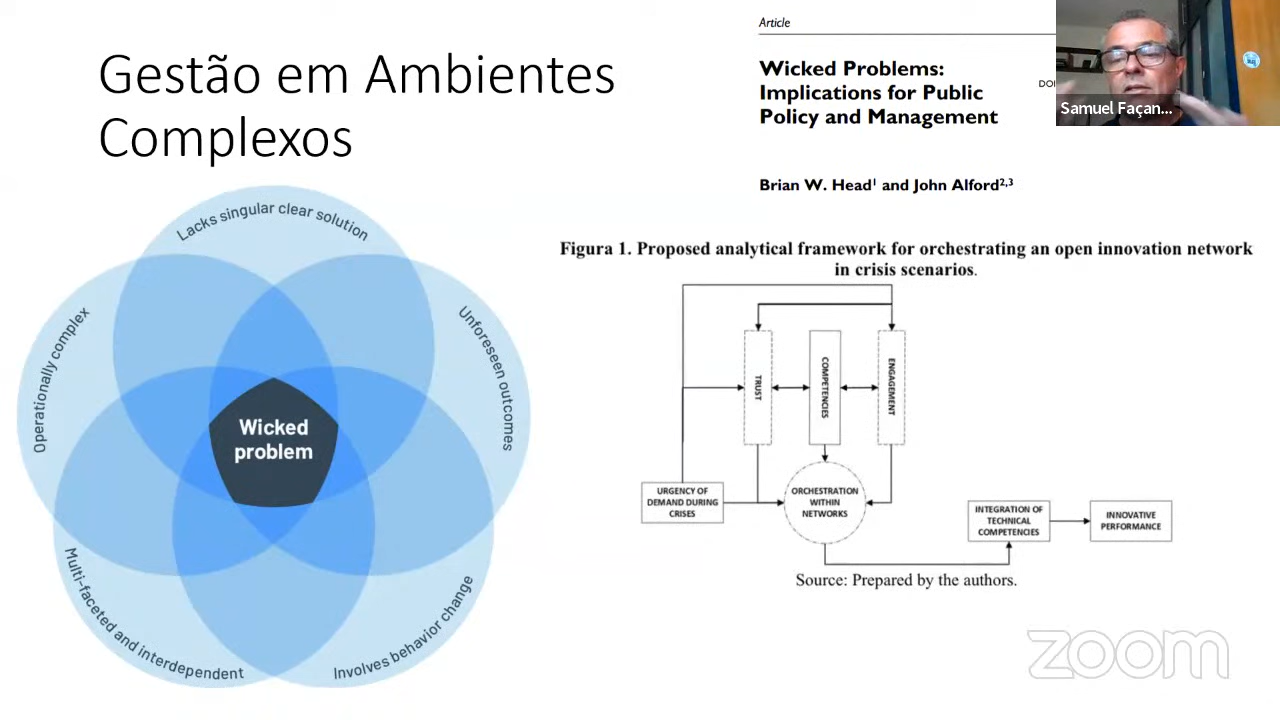 Gestão em Ambientes
Complexos
Article
Wicked Problems:
Implications for Public
Policy and Management
Brian W. Head¹ and John Alford²,³
Samuel Façan...
Lacks singular clear solution
Operationally complex
Unforeseen outcomes
Wicked
problem
Multi-faceted and interdependent
Involves behavior change
Figura 1. Proposed analytical framework for orchestrating an open innovation network
in crisis scenarios.
TRUST
COMPETENCIES
ENGAGEMENT
URGENCY OF
DEMAND DURING
CRISES
ORCHESTRATION
WITHIN
NETWORKS
INTEGRATION OF
TECHNICAL
COMPETENCIES
INNOVATIVE
PERFORMANCE
Source: Prepared by the authors.
zoom